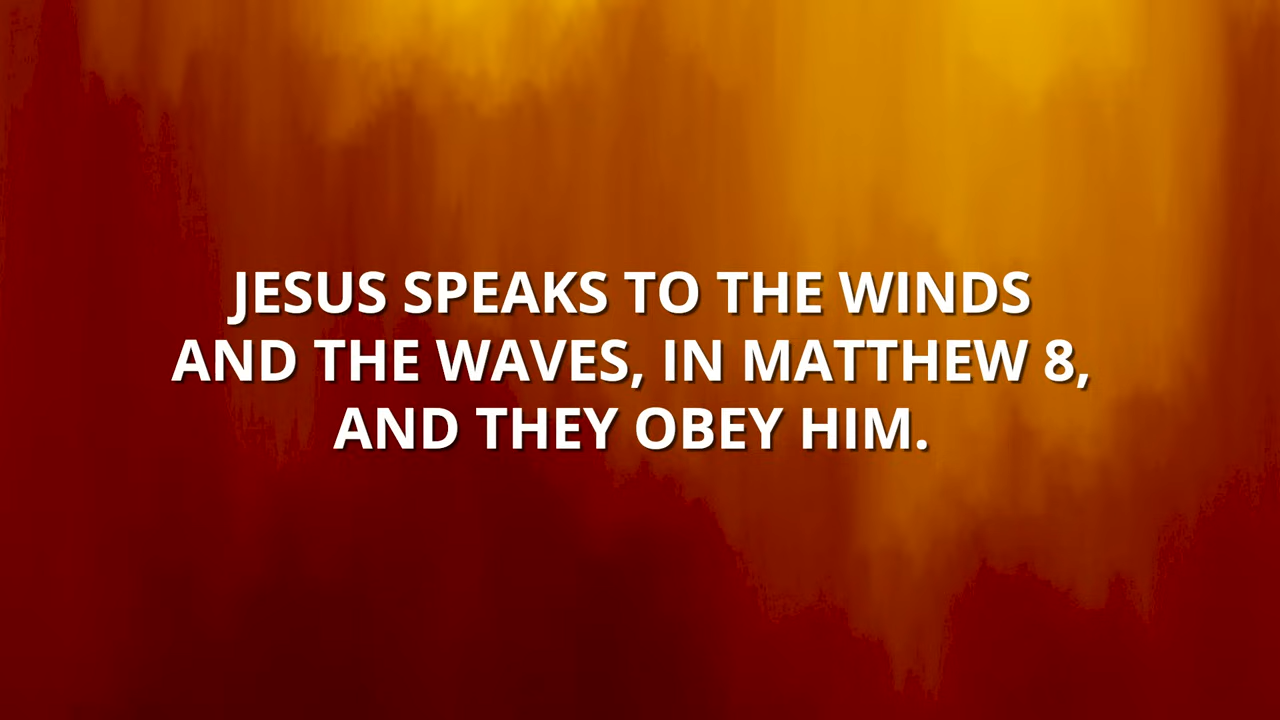 JESUS SPEAKS TO THE WINDS
AND THE WAVES, IN MATTHEW 8,
AND THEY OBEY HIM.